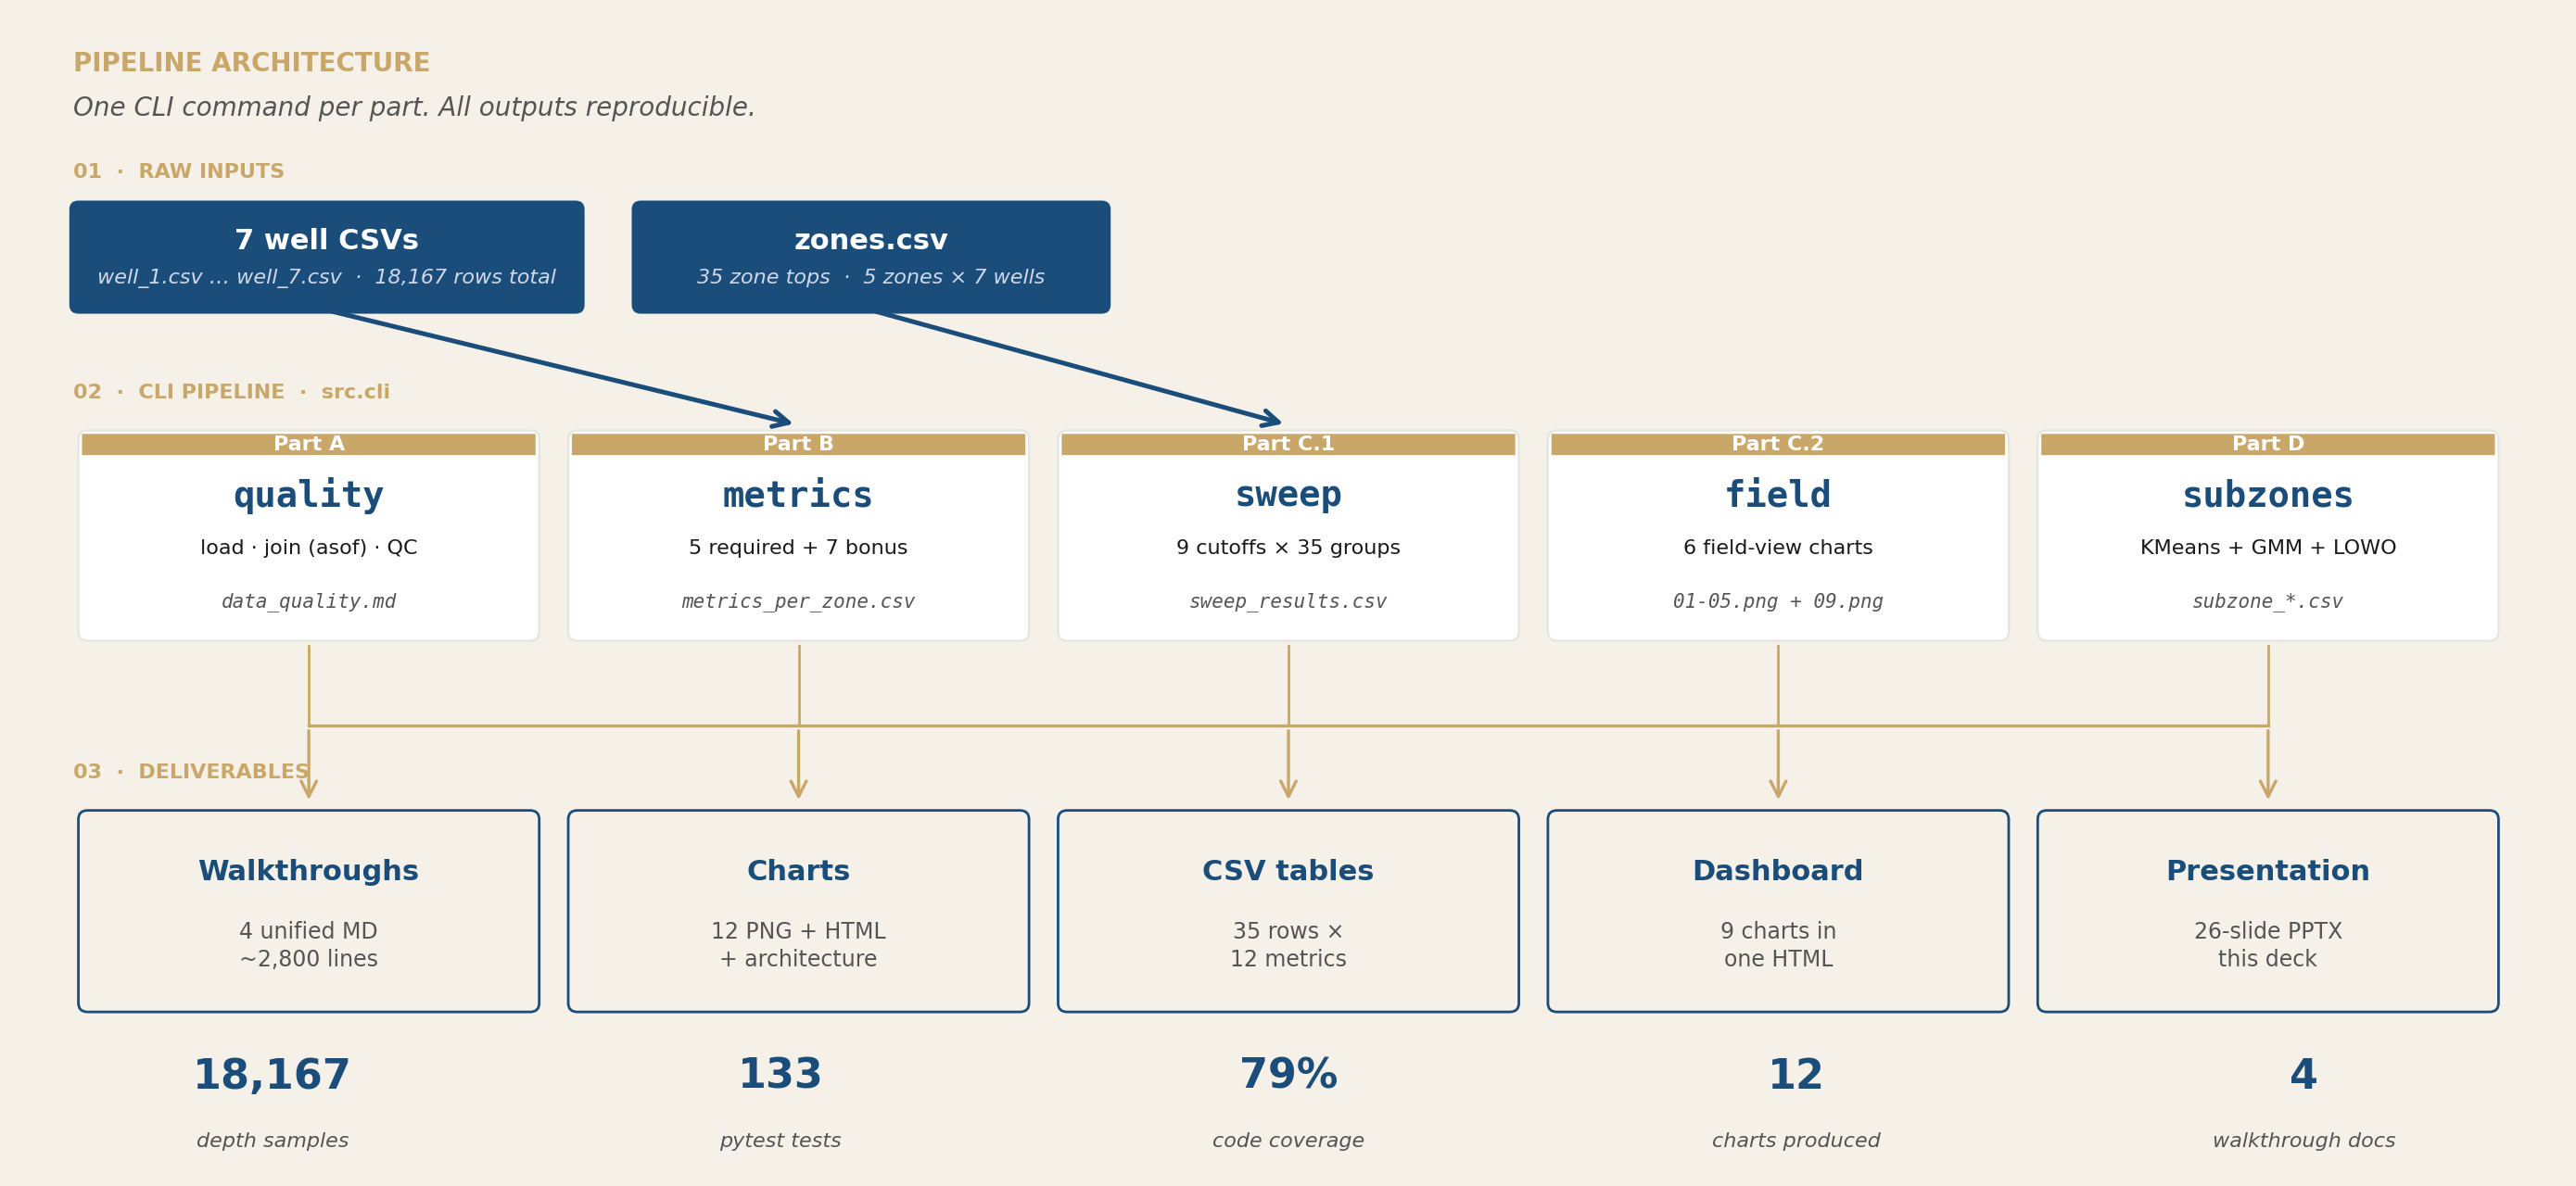 PIPELINE ARCHITECTURE
One CLI command per part. All outputs reproducible.
01 · RAW INPUTS
7 well CSVs
well_1.csv ... well_7.csv · 18,167 rows total
zones.csv
35 zone tops · 5 zones × 7 wells
02 · CLI PIPELINE · src.cli
Part A
quality
load · join (asof) · QC
data_quality.md
Part B
metrics
5 required + 7 bonus
metrics_per_zone.csv
Part C.1
sweep
9 cutoffs × 35 groups
sweep_results.csv
Part C.2
field
6 field-view charts
01-05.png + 09.png
Part D
subzones
KMeans + GMM + LOWO
subzone_*.csv
03 · DELIVERABLES
Walkthroughs
4 unified MD
~2,800 lines
Charts
12 PNG + HTML
+ architecture
CSV tables
35 rows ×
12 metrics
Dashboard
9 charts in
one HTML
Presentation
26-slide PPTX
this deck
18,167
depth samples
133
pytest tests
79%
code coverage
12
charts produced
4
walkthrough docs